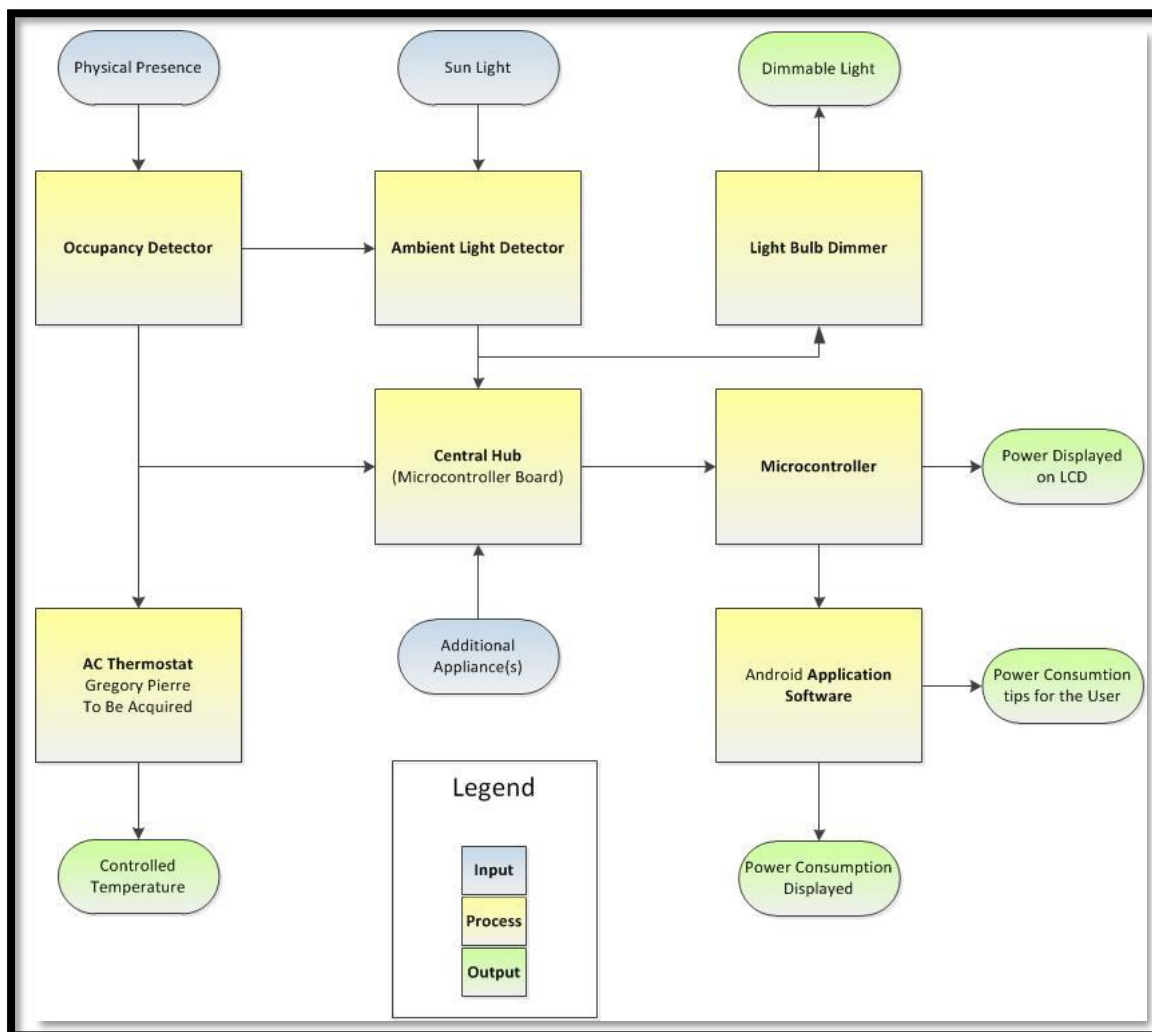 Physical Presence
Sun Light
Dimmable Light
Occupancy Detector
Ambient Light Detector
Light Bulb Dimmer
Central Hub
(Microcontroller Board)
Microcontroller
Power Displayed
on LCD
AC Thermostat
Gregory Pierre
To Be Acquired
Additional
Appliance(s)
Android Application
Software
Power Consumtion
tips for the User
Controlled
Temperature
Power Consumption
Displayed
Legend
Input
Process
Output